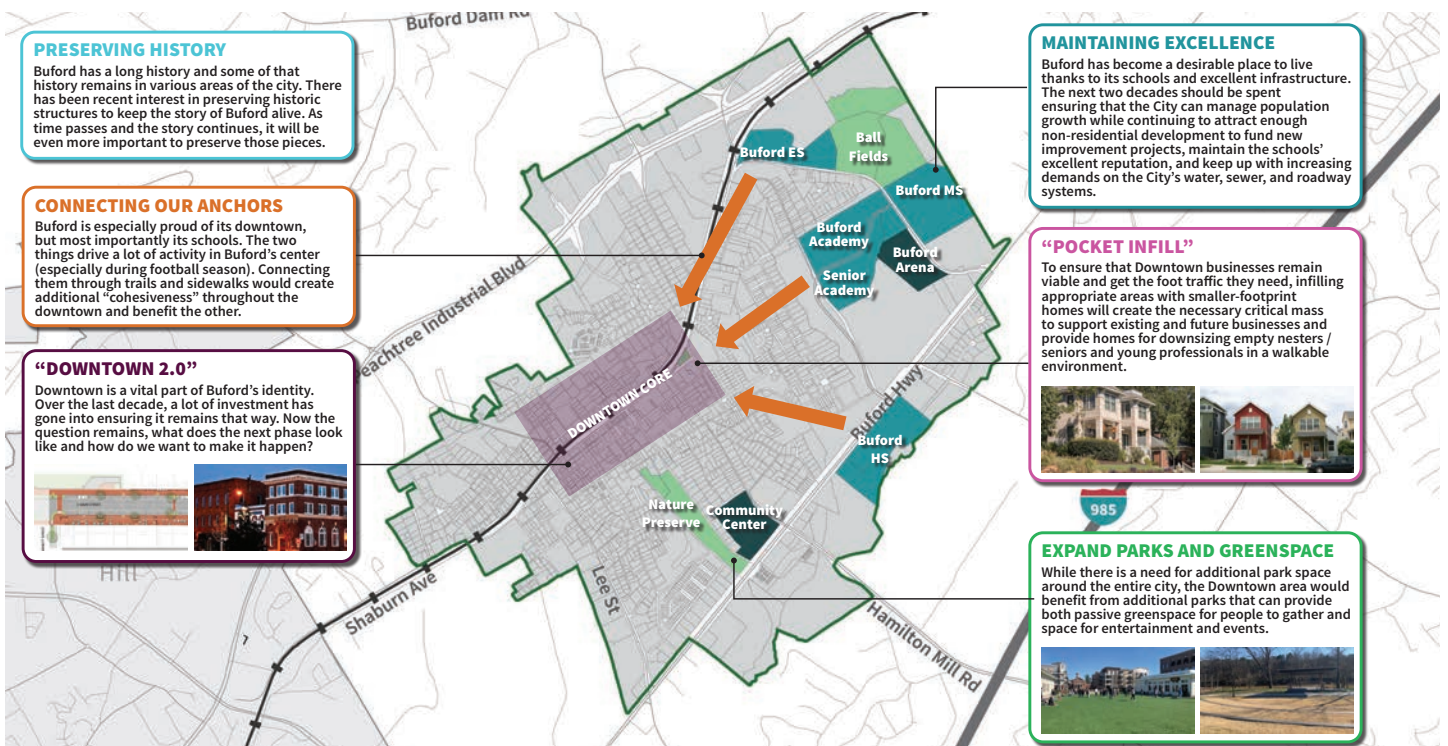 Buford Dam Rd
PRESERVING HISTORY
Buford has a long history and some of that
history remains in various areas of the city. There
has been recent interest in preserving historic
structures to keep the story of Buford alive. As
time passes and the story continues, it will be
even more important to preserve those pieces.
CONNECTING OUR ANCHORS
Buford is especially proud of its downtown,
but most importantly its schools. The two
things drive a lot of activity in Buford’s center
(especially during football season). Connecting
them through trails and sidewalks would create
additional “cohesiveness” throughout the
downtown and benefit the other.
“DOWNTOWN 2.0”
Downtown is a vital part of Buford’s identity.
Over the last decade, a lot of investment has
gone into ensuring it remains that way. Now the
question remains, what does the next phase look
like and how do we want to make it happen?
Hill
Shaburn Ave
Peachtree Industrial Blvd
Buford ES
Ball
Fields
Buford MS
Buford
Academy
Senior
Academy
Buford
Arena
DOWNTOWN CORE
Buford Hwy
Buford
HS
Nature
Preserve
Community
Center
Lee St
Hamilton Mill Rd
985
MAINTAINING EXCELLENCE
Buford has become a desirable place to live
thanks to its schools and excellent infrastructure.
The next two decades should be spent
ensuring that the City can manage population
growth while continuing to attract enough
non-residential development to fund new
improvement projects, maintain the schools’
excellent reputation, and keep up with increasing
demands on the City’s water, sewer, and roadway
systems.
“POCKET INFILL”
To ensure that Downtown businesses remain
viable and get the foot traffic they need, infilling
appropriate areas with smaller-footprint
homes will create the necessary critical mass
to support existing and future businesses and
provide homes for downsizing empty nesters /
seniors and young professionals in a walkable
environment.
EXPAND PARKS AND GREENSPACE
While there is a need for additional park space
around the entire city, the Downtown area would
benefit from additional parks that can provide
both passive greenspace for people to gather and
space for entertainment and events.